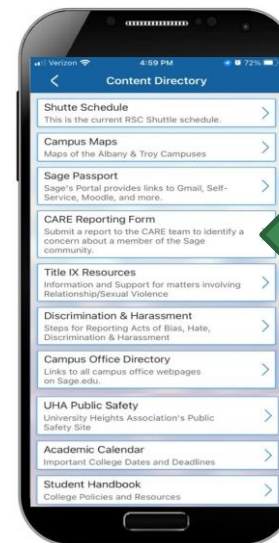 Verizon 4:59 PM 72%
Content Directory
Shutte Schedule
This is the current RSC Shuttle schedule.
Campus Maps
Maps of the Albany & Troy Campuses
Sage Passport
Sage's Portal provides links to Gmail, Self-
Service, Moodle, and more.
CARE Reporting Form
Submit a report to the CARE team to identify a
concern about a member of the Sage
community.
Title IX Resources
Information and Support for matters involving
Relationship/Sexual Violence
Discrimination & Harassment
Steps for Reporting Acts of Bias, Hate,
Discrimination & Harassment
Campus Office Directory
Links to all campus office webpages
on Sage.edu.
UHA Public Safety
University Heights Association's Public
Safety Site
Academic Calendar
Important College Dates and Deadlines
Student Handbook
College Policies and Resources